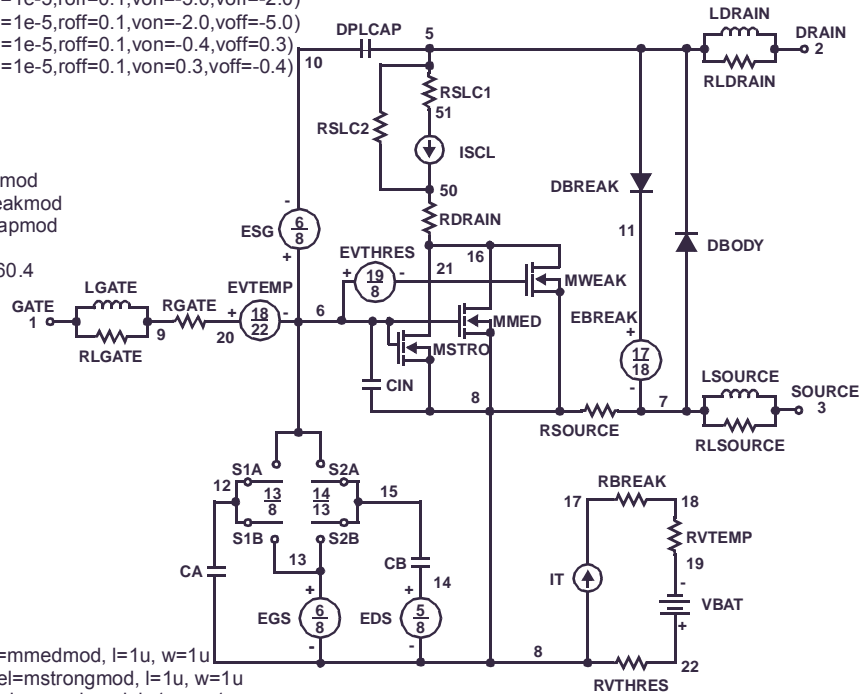 =1e-5,roff=0.1,von=-5.0,voff=-2.0)
=1e-5,roff=0.1,von=-2.0,voff=-5.0)
=1e-5,roff=0.1,von=-0.4,voff=0.3)
=1e-5,roff=0.1,von=0.3,voff=-0.4)
mod
eakmod
apmod
60.4
LDRAIN
DPLCAP
5
DRAIN
2
10
RLDRAIN
RSLC1
51
RSLC2
ISCL
50
DBREAK
RDRAIN
ESG
6
8
-
+
11
DBODY
EVTHRES
+
19
8
-
21
16
MWEAK
LGATE
EVTEMP
GATE
1
RGATE
+
18
22
-
6
MMED
EBREAK
+
9
20
RLGATE
MSTRO
17
18
-
LSOURCE
CIN
8
7
SOURCE
3
RSOURCE
RLSOURCE
S1A
S2A
12
13
8
14
13
15
RBREAK
17
18
S1B
S2B
RVTEMP
13
CB
19
CA
14
IT
-
VBAT
+
+
EGS
6
8
-
+
EDS
5
8
-
8
22
RVTHRES
=mmedmod, l=1u, w=1u
el=mstrongmod, l=1u, w=1u